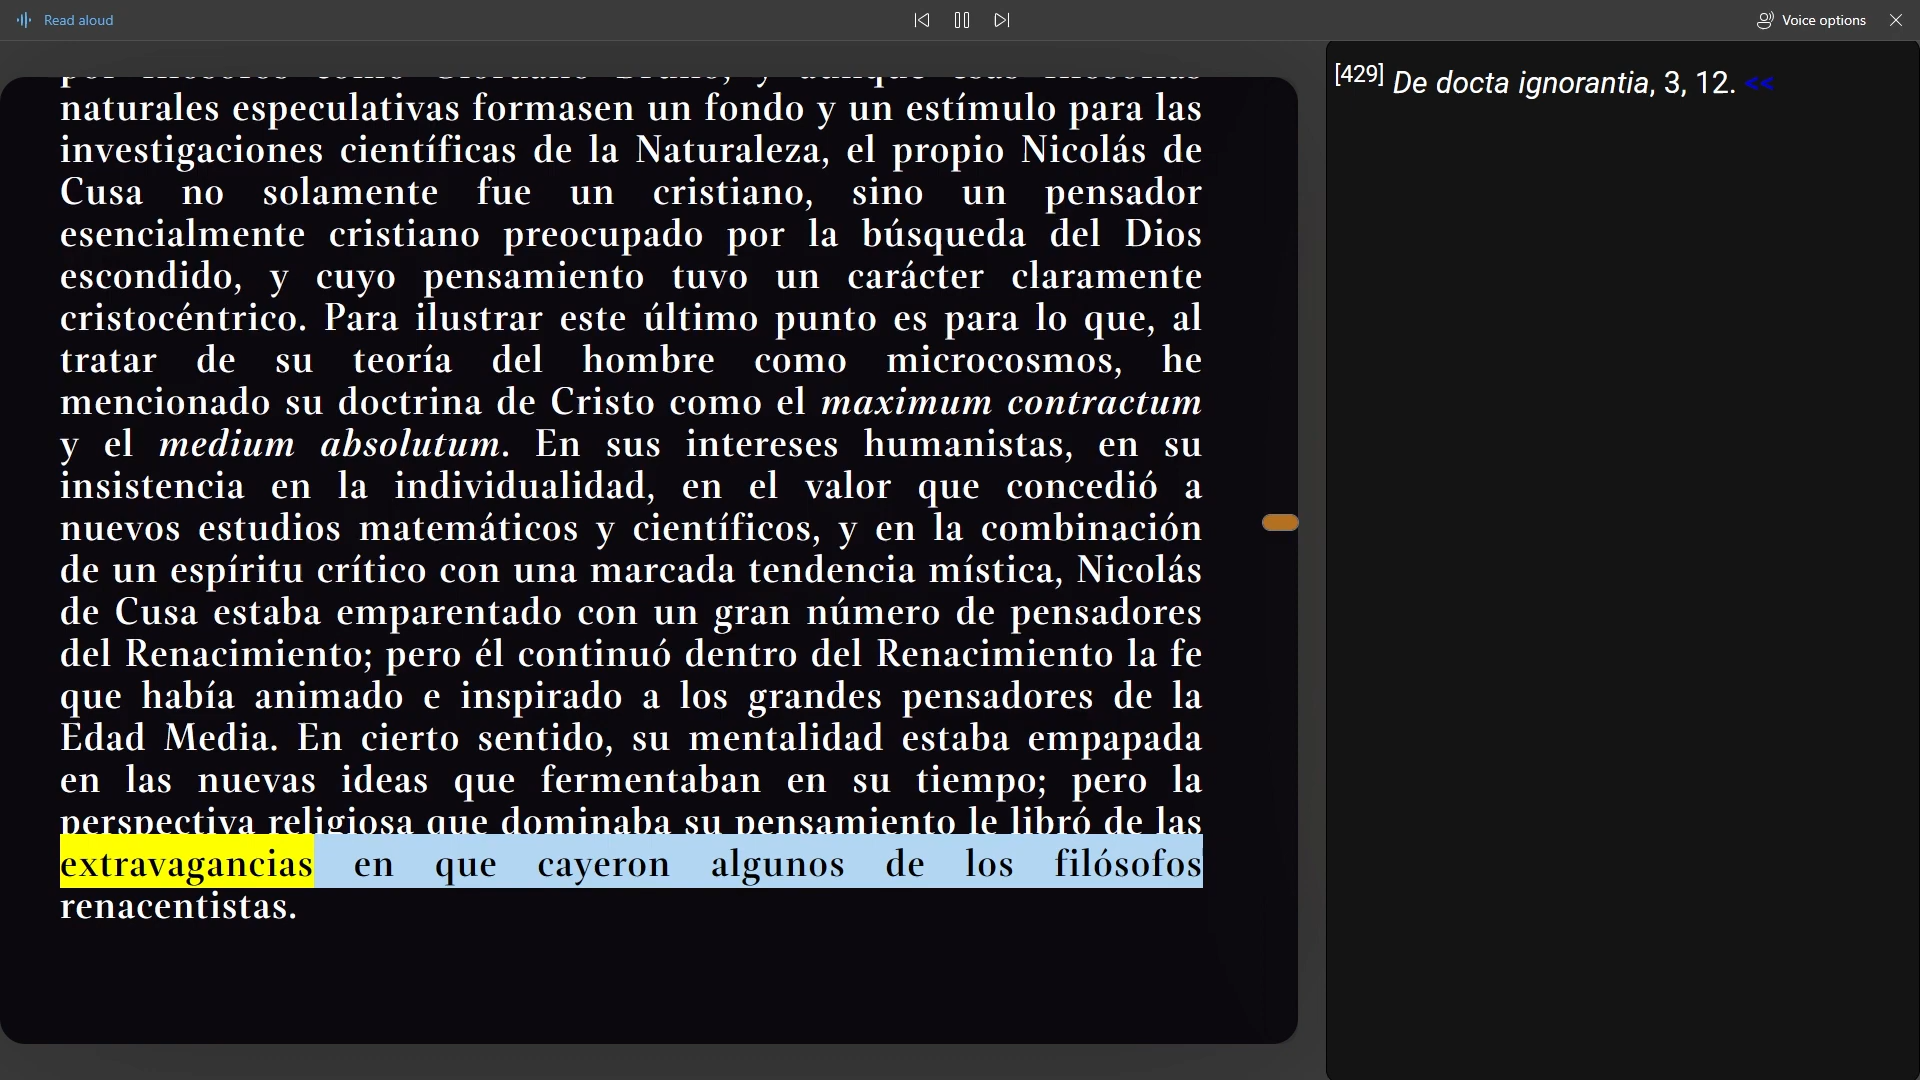 Read aloud
Voice options
por filósofos como Giordano Bruno, y aunque esas filosofías
naturales especulativas formasen un fondo y un estímulo para las
investigaciones científicas de la Naturaleza, el propio Nicolás de
Cusa no solamente fue un cristiano, sino un pensador
esencialmente cristiano preocupado por la búsqueda del Dios
escondido, y cuyo pensamiento tuvo un carácter claramente
cristocéntrico. Para ilustrar este último punto es para lo que, al
tratar de su teoría del hombre como microcosmos, he
mencionado su doctrina de Cristo como el maximum contractum
y el medium absolutum. En sus intereses humanistas, en su
insistencia en la individualidad, en el valor que concedió a
nuevos estudios matemáticos y científicos, y en la combinación
de un espíritu crítico con una marcada tendencia mística, Nicolás
de Cusa estaba emparentado con un gran número de pensadores
del Renacimiento; pero él continuó dentro del Renacimiento la fe
que había animado e inspirado a los grandes pensadores de la
Edad Media. En cierto sentido, su mentalidad estaba empapada
en las nuevas ideas que fermentaban en su tiempo; pero la
perspectiva religiosa que dominaba su pensamiento le libró de las
extravagancias en que cayeron algunos de los filósofos
renacentistas.
[429] De docta ignorantia, 3, 12. <<